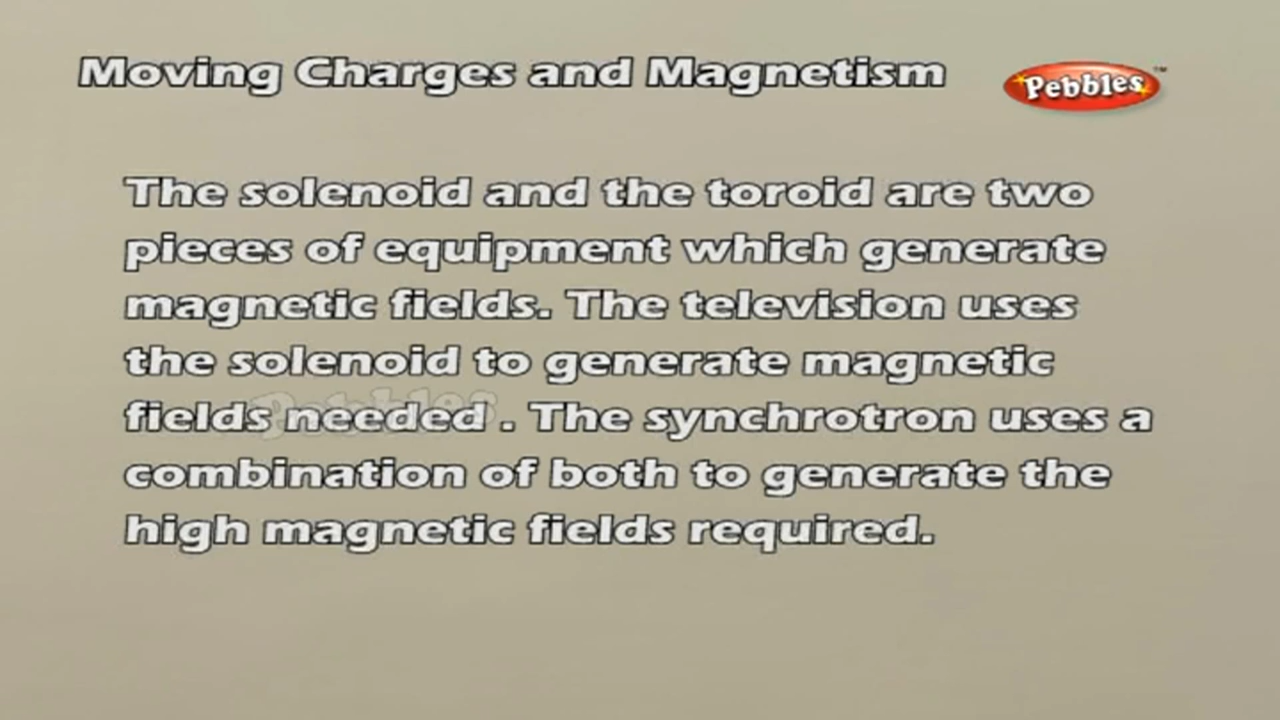 Moving Charges and Magnetism
Pebbles™
The solenoid and the toroid are two
pieces of equipment which generate
magnetic fields. The television uses
the solenoid to generate magnetic
fields needed . The synchrotron uses a
combination of both to generate the
high magnetic fields required.
Pebbles